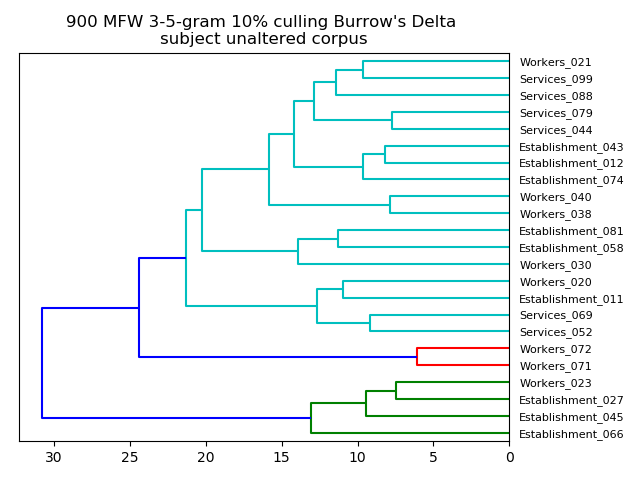 900 MFW 3-5-gram 10% culling Burrow's Delta
subject unaltered corpus
Workers_021
Services_099
Services_088
Services_079
Services_044
Establishment_043
Establishment_012
Establishment_074
Workers_040
Workers_038
Establishment_081
Establishment_058
Workers_030
Workers_020
Establishment_011
Services_069
Services_052
Workers_072
Workers_071
Workers_023
Establishment_027
Establishment_045
Establishment_066
30 25 20 15 10 5 0